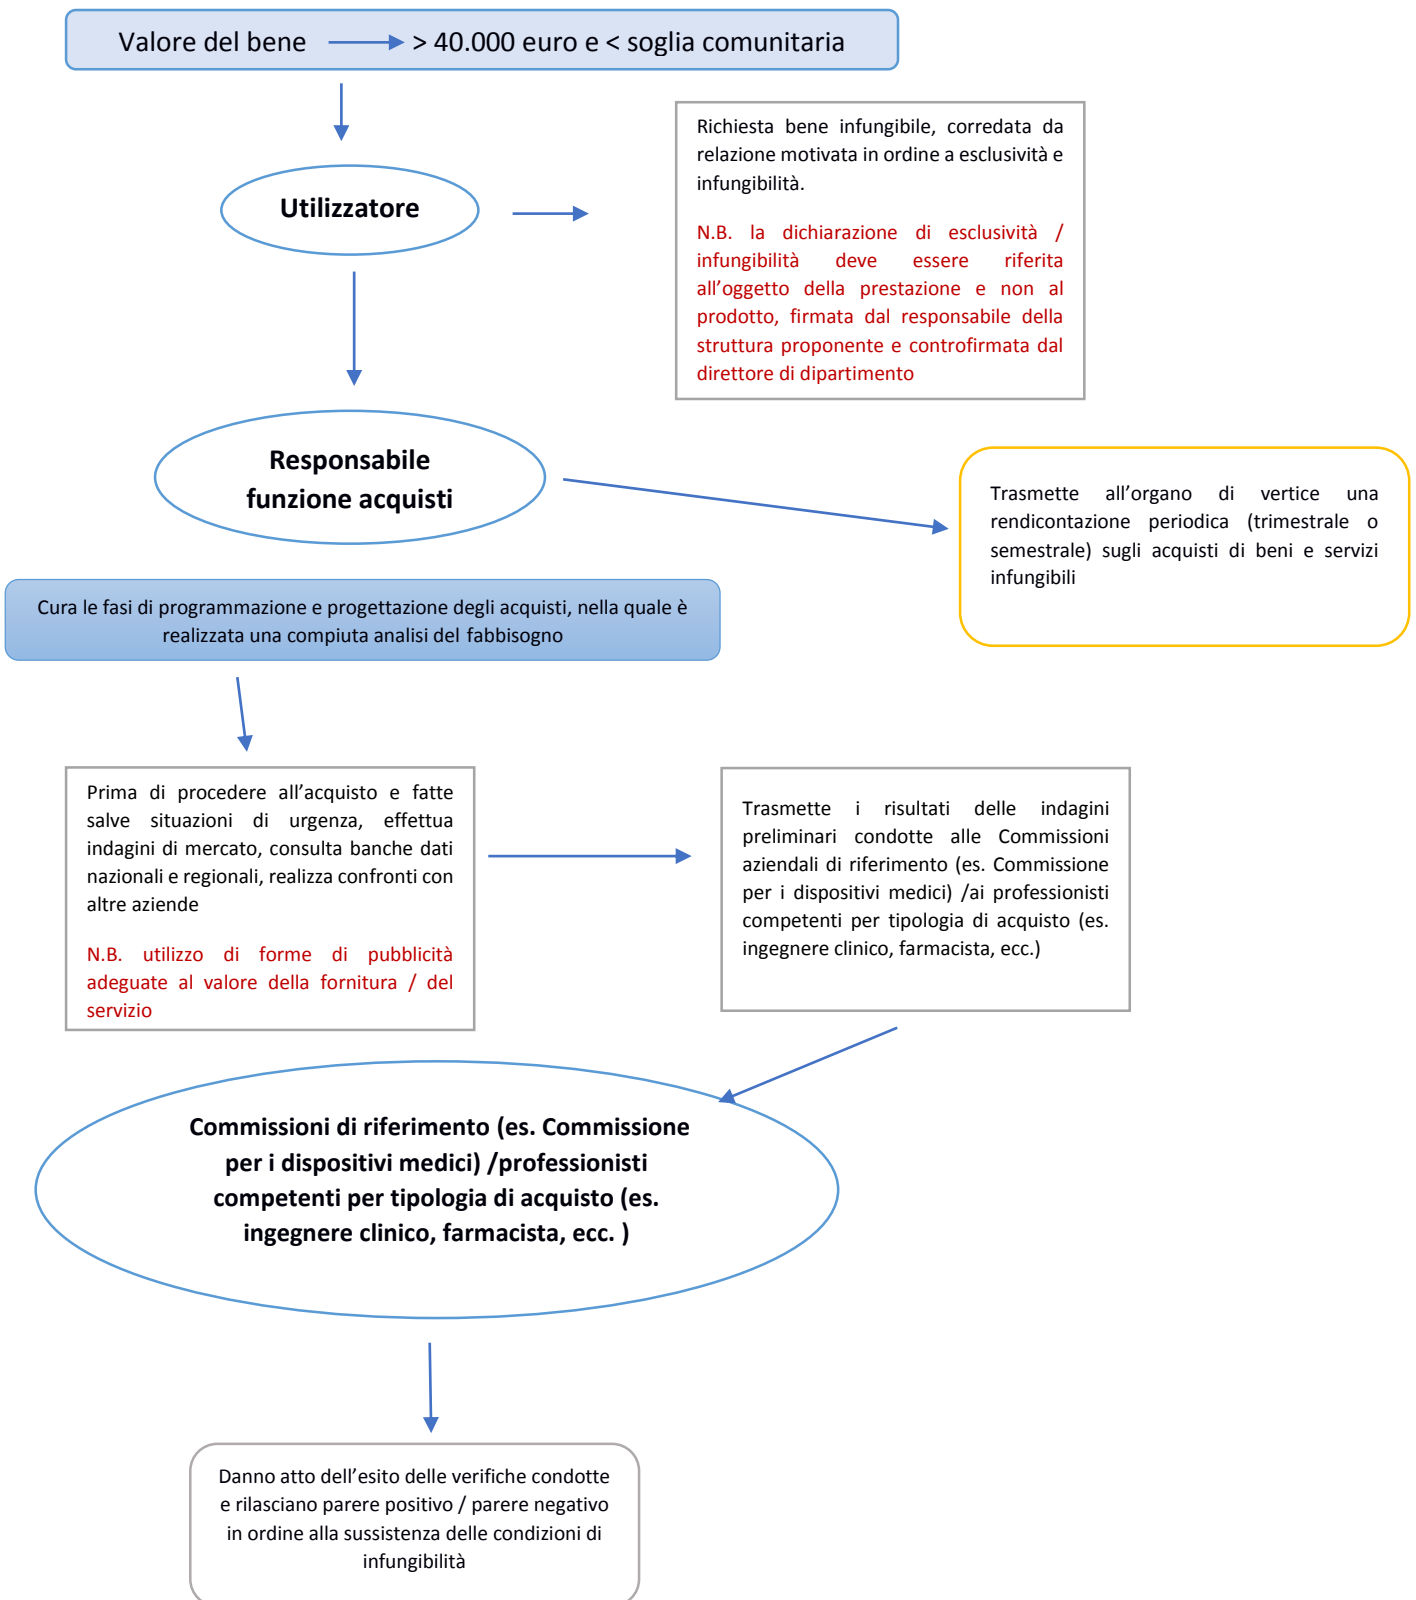 Valore del bene > 40.000 euro e < soglia comunitaria
Richiesta bene infungibile, corredata da
relazione motivata in ordine a esclusività e
infungibilità.
N.B. la dichiarazione di esclusività /
infungibilità deve essere riferita
all’oggetto della prestazione e non al
prodotto, firmata dal responsabile della
struttura proponente e controfirmata dal
direttore di dipartimento
Utilizzatore
Responsabile
funzione acquisti
Trasmette all’organo di vertice una
rendicontazione periodica (trimestrale o
semestrale) sugli acquisti di beni e servizi
infungibili
Cura le fasi di programmazione e progettazione degli acquisti, nella quale è
realizzata una compiuta analisi del fabbisogno
Prima di procedere all’acquisto e fatte
salve situazioni di urgenza, effettua
indagini di mercato, consulta banche dati
nazionali e regionali, realizza confronti con
altre aziende
N.B. utilizzo di forme di pubblicità
adeguate al valore della fornitura / del
servizio
Trasmette i risultati delle indagini
preliminari condotte alle Commissioni
aziendali di riferimento (es. Commissione
per i dispositivi medici) /ai professionisti
competenti per tipologia di acquisto (es.
ingegnere clinico, farmacista, ecc.)
Commissioni di riferimento (es. Commissione
per i dispositivi medici) /professionisti
competenti per tipologia di acquisto (es.
ingegnere clinico, farmacista, ecc. )
Danno atto dell’esito delle verifiche condotte
e rilasciano parere positivo / parere negativo
in ordine alla sussistenza delle condizioni di
infungibilità